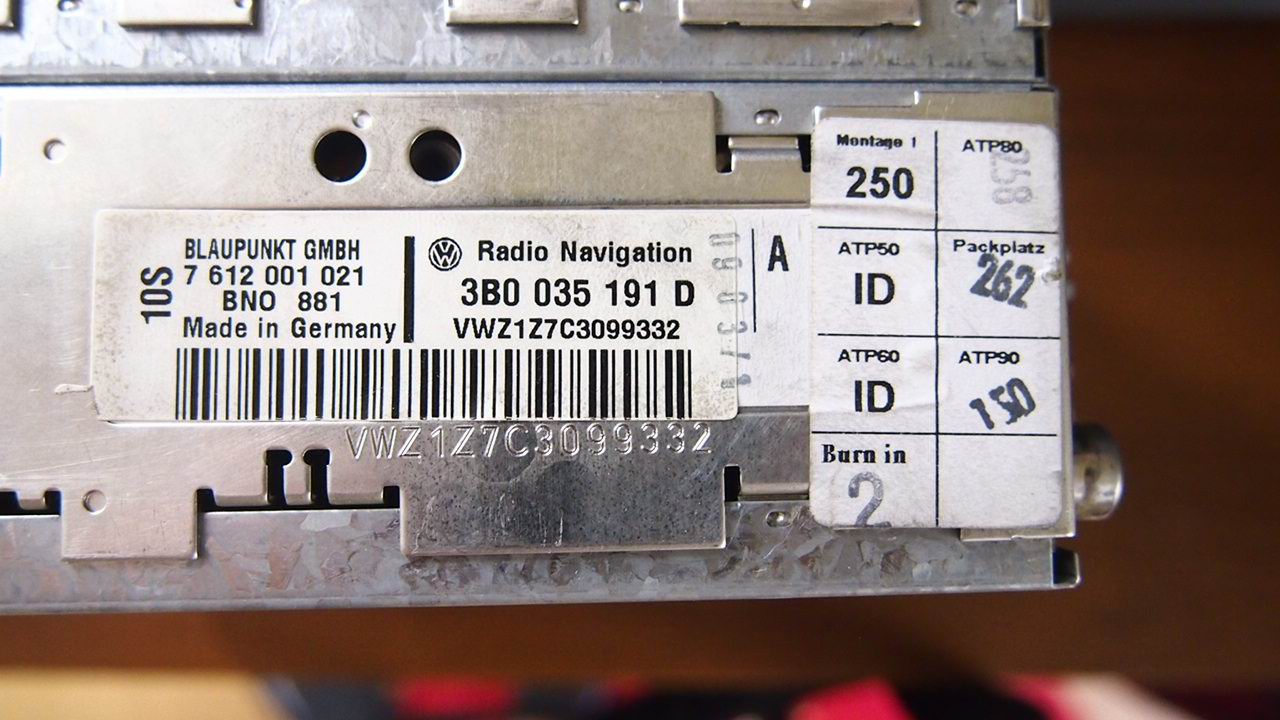 10S
BLAUPUNKT GMBH
7 612 001 021
BNO 881
Made in Germany
Radio Navigation
3B0 035 191 D
VWZ1Z7C3099332
A
VWZ1Z7C3099332
Montage 1
250
ATP80
258
ATP50
ID
Packplatz
262
ATP60
ID
ATP90
150
Burn in
2